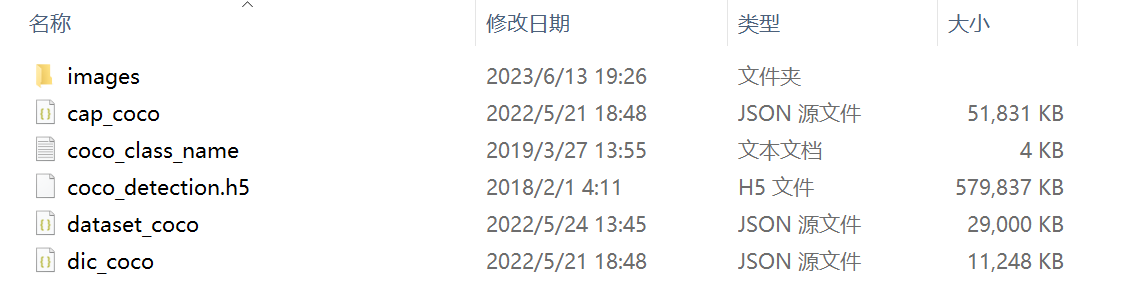 名称 修改日期 类型 大小
images 2023/6/13 19:26 文件夹
cap_coco 2022/5/21 18:48 JSON 源文件 51,831 KB
coco_class_name 2019/3/27 13:55 文本文档 4 KB
coco_detection.h5 2018/2/1 4:11 H5 文件 579,837 KB
dataset_coco 2022/5/24 13:45 JSON 源文件 29,000 KB
dic_coco 2022/5/21 18:48 JSON 源文件 11,248 KB